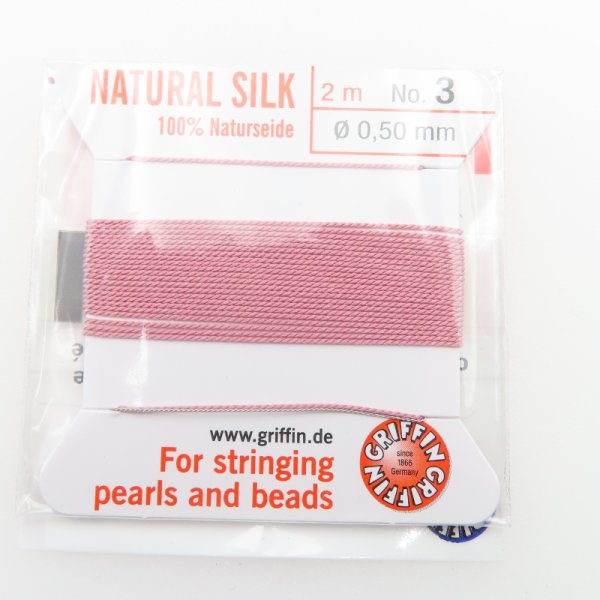 NATURAL SILK
100% Naturseide
2 m No. 3
Ø 0,50 mm
www.griffin.de
For stringing
pearls and beads
GRIFFIN GRIFFIN
since
1866
Germany